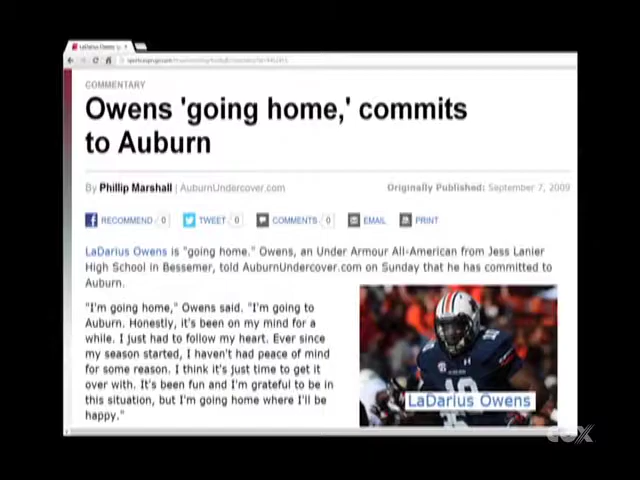 COMMENTARY
Owens 'going home,' commits
to Auburn
By Phillip Marshall | AuburnUndercover.com
Originally Published: September 7, 2009
RECOMMEND 0 TWEET 0 COMMENTS 0 EMAIL PRINT
LaDarius Owens is "going home." Owens, an Under Armour All-American from Jess Lanier
High School in Bessemer, told AuburnUndercover.com on Sunday that he has committed to
Auburn.
"I'm going home," Owens said. "I'm going to
Auburn. Honestly, it's been on my mind for a
while. I just had to follow my heart. Ever since
my season started, I haven't had peace of mind
for some reason. I think it's just time to get it
over with. It's been fun and I'm grateful to be in
this situation, but I'm going home where I'll be
happy."
10
LaDarius Owens
COX